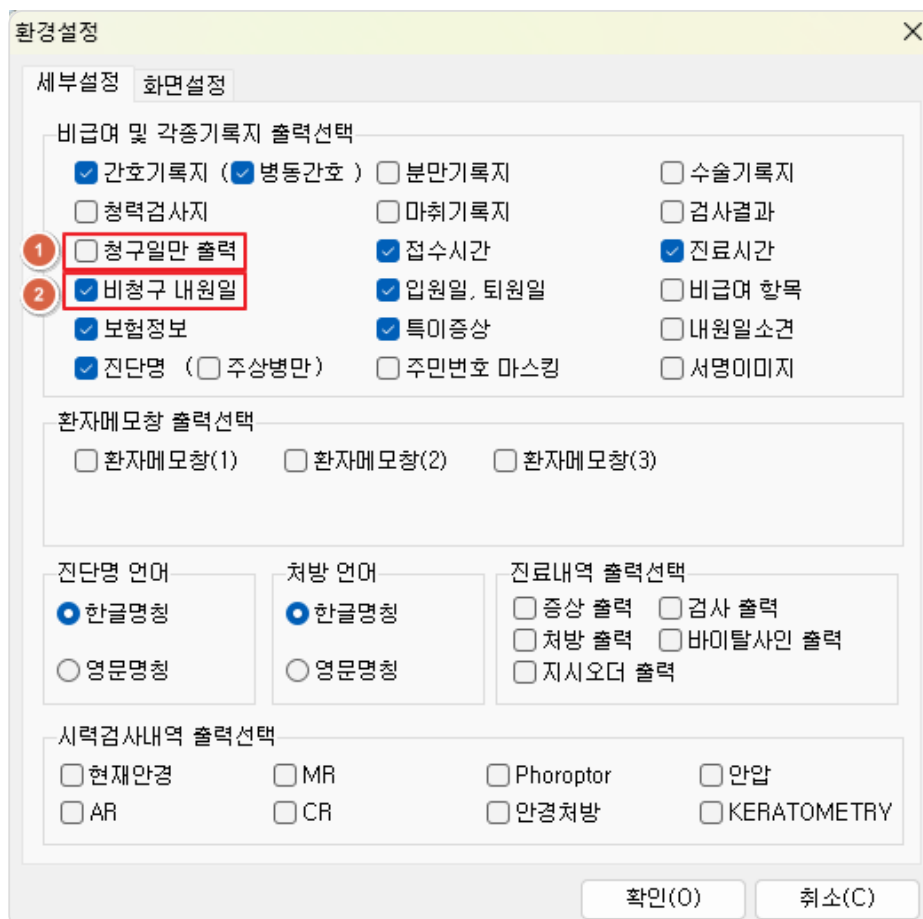 환경설정
세부설정 화면설정
비급여 및 각종기록지 출력선택
간호기록지 ( 병동간호 ) 분만기록지 수술기록지
청력검사지 마취기록지 검사결과
1 청구일만 출력 접수시간 진료시간
2 비청구 내원일 입원일, 퇴원일 비급여 항목
보험정보 특이증상 내원일소견
진단명 ( 주상병만) 주민번호 마스킹 서명이미지
환자메모창 출력선택
환자메모창(1) 환자메모창(2) 환자메모창(3)
진단명 언어 처방 언어 진료내역 출력선택
한글명칭 한글명칭 증상 출력 검사 출력
처방 출력 바이탈사인 출력
영문명칭 영문명칭 지시오더 출력
시력검사내역 출력선택
현재안경 MR Phoroptor 안압
AR CR 안경처방 KERATOMETRY
확인(O) 취소(C)